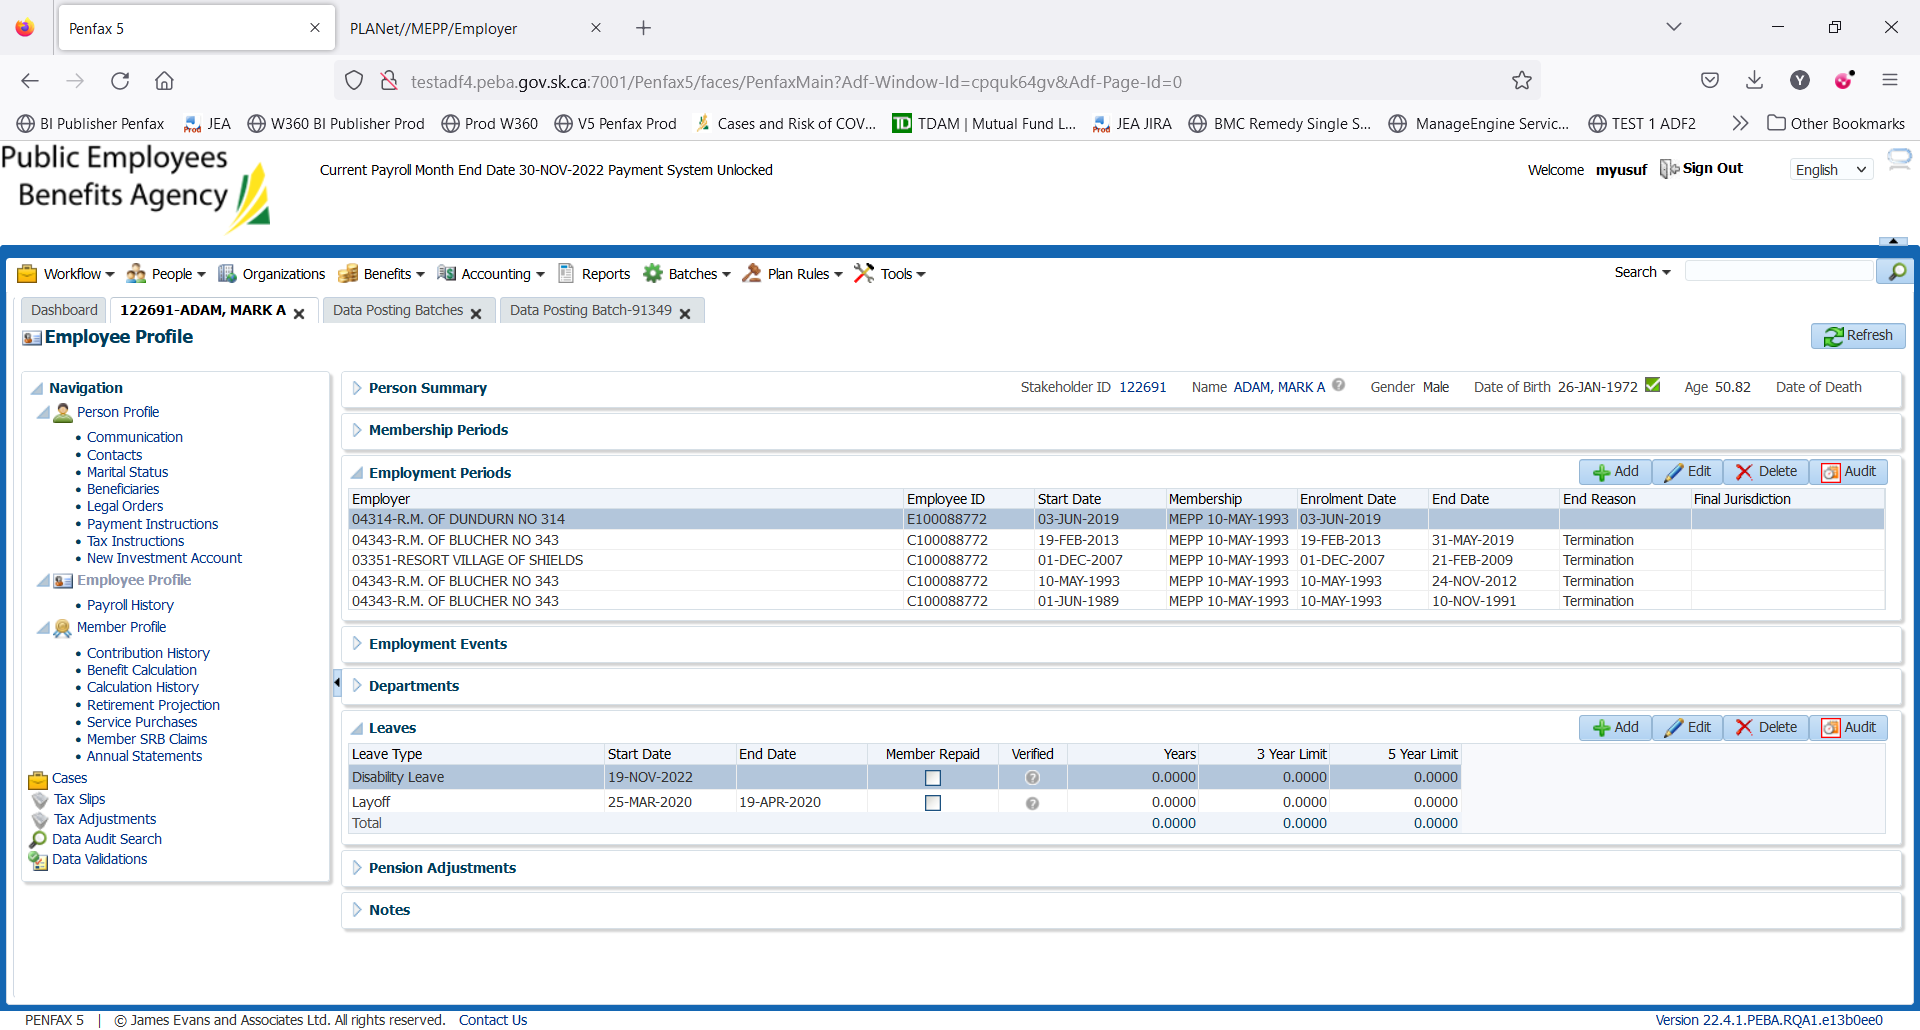 Penfax 5
PLANet//MEPP/Employer
testadf4.peba.gov.sk.ca:7001/Penfax5/faces/PenfaxMain?Adf-Window-Id=cpquk64gv&Adf-Page-Id=0
BI Publisher Penfax JEA W360 BI Publisher Prod Prod W360 V5 Penfax Prod Cases and Risk of COV... TDAM | Mutual Fund L... JEA JIRA BMC Remedy Single S... ManageEngine Servic... TEST 1 ADF2 Other Bookmarks
Public Employees
Benefits Agency
Current Payroll Month End Date 30-NOV-2022 Payment System Unlocked
Welcome myusuf Sign Out English
Workflow People Organizations Benefits Accounting Reports Batches Plan Rules Tools Search
Dashboard 122691-ADAM, MARK A Data Posting Batches Data Posting Batch-91349
Employee Profile
Refresh
Navigation
Person Profile
Communication
Contacts
Marital Status
Beneficiaries
Legal Orders
Payment Instructions
Tax Instructions
New Investment Account
Employee Profile
Payroll History
Member Profile
Contribution History
Benefit Calculation
Calculation History
Retirement Projection
Service Purchases
Member SRB Claims
Annual Statements
Cases
Tax Slips
Tax Adjustments
Data Audit Search
Data Validations
Person Summary Stakeholder ID 122691 Name ADAM, MARK A Gender Male Date of Birth 26-JAN-1972 Age 50.82 Date of Death
Membership Periods
Employment Periods Add Edit Delete Audit
Employer Employee ID Start Date Membership Enrolment Date End Date End Reason Final Jurisdiction
04314-R.M. OF DUNDURN NO 314 E100088772 03-JUN-2019 MEPP 10-MAY-1993 03-JUN-2019
04343-R.M. OF BLUCHER NO 343 C100088772 19-FEB-2013 MEPP 10-MAY-1993 19-FEB-2013 31-MAY-2019 Termination
03351-RESORT VILLAGE OF SHIELDS C100088772 01-DEC-2007 MEPP 10-MAY-1993 01-DEC-2007 21-FEB-2009 Termination
04343-R.M. OF BLUCHER NO 343 C100088772 10-MAY-1993 MEPP 10-MAY-1993 10-MAY-1993 24-NOV-2012 Termination
04343-R.M. OF BLUCHER NO 343 C100088772 01-JUN-1989 MEPP 10-MAY-1993 10-MAY-1993 10-NOV-1991 Termination
Employment Events
Departments
Leaves Add Edit Delete Audit
Leave Type Start Date End Date Member Repaid Verified Years 3 Year Limit 5 Year Limit
Disability Leave 19-NOV-2022 0.0000 0.0000 0.0000
Layoff 25-MAR-2020 19-APR-2020 0.0000 0.0000 0.0000
Total 0.0000 0.0000 0.0000
Pension Adjustments
Notes
PENFAX 5 | © James Evans and Associates Ltd. All rights reserved. Contact Us
Version 22.4.1.PEBA.RQA1.e13b0ee0